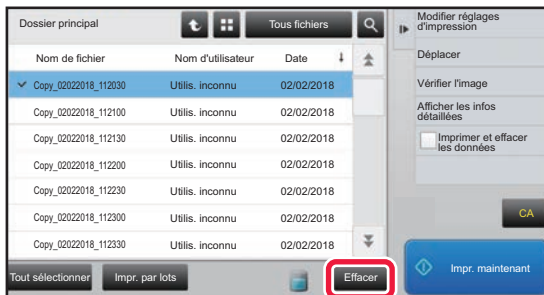 Dossier principal
Tous fichiers
Nom de fichier Nom d'utilisateur Date
Copy_02022018_112030 Utilis. inconnu 02/02/2018
Copy_02022018_112100 Utilis. inconnu 02/02/2018
Copy_02022018_112130 Utilis. inconnu 02/02/2018
Copy_02022018_112200 Utilis. inconnu 02/02/2018
Copy_02022018_112230 Utilis. inconnu 02/02/2018
Copy_02022018_112300 Utilis. inconnu 02/02/2018
Copy_02022018_112330 Utilis. inconnu 02/02/2018
Tout sélectionner Impr. par lots Effacer
Modifier réglages
d'impression
Déplacer
Vérifier l'image
Afficher les infos
détaillées
Imprimer et effacer
les données
CA
Impr. maintenant